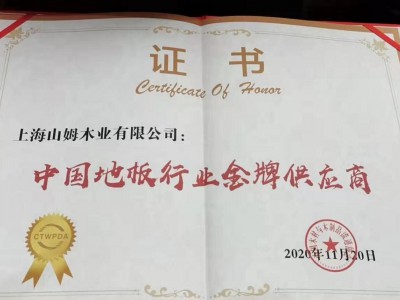 证书
Certificate Of Honor
上海山姆木业有限公司：
中国地板行业金牌供应商
CTWPDA
2020年11月20日